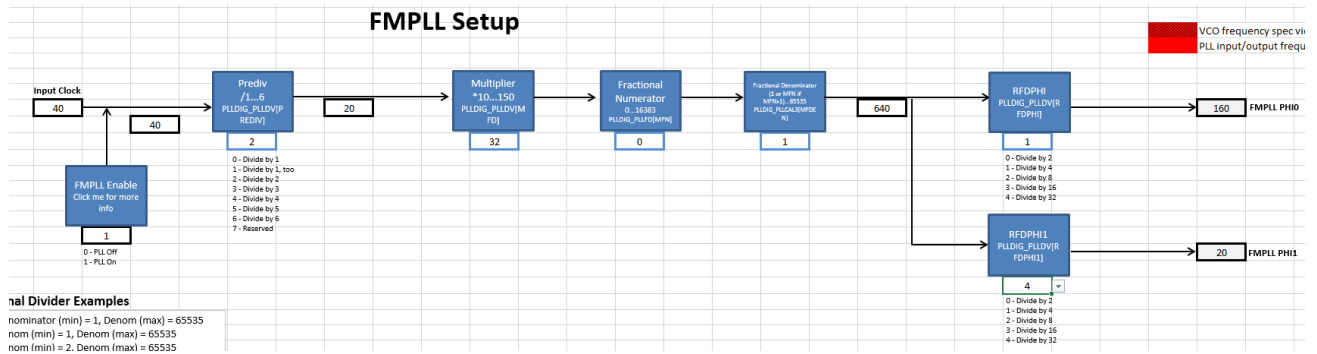 FMPLL Setup
VCO frequency spec
PLL input/output
Input Clock
40
40
Prediv
/1...6
PLLDIG_PLLDV[P
REDIV]
2
0 - Divide by 1
1 - Divide by 1, too
2 - Divide by 2
3 - Divide by 3
4 - Divide by 4
5 - Divide by 5
6 - Divide by 6
7 - Reserved
20
Multiplier
*10...150
PLLDIG_PLLDV[M
FD]
32
Fractional
Numerator
0...16383
PLLDIG_PLLFD[MFN]
0
Fractional Denominator
(1 or MFN if
MFN≥1)...65535
PLLDIG_PLLCAL3[MFDE
N]
1
640
RFDPHI
PLLDIG_PLLDV[R
FDPHI]
1
0 - Divide by 2
1 - Divide by 4
2 - Divide by 8
3 - Divide by 16
4 - Divide by 32
160
FMPLL PHI0
FMPLL Enable
Click me for more
info
1
0 - PLL Off
1 - PLL On
RFDPHI1
PLLDIG_PLLDV[R
FDPHI1]
4
0 - Divide by 2
1 - Divide by 4
2 - Divide by 8
3 - Divide by 16
4 - Divide by 32
20
FMPLL PHI1
Divider Examples
(min) = 1, Denom (max) = 65535
(min) = 1, Denom (max) = 65535
(min) = 2, Denom (max) = 65535